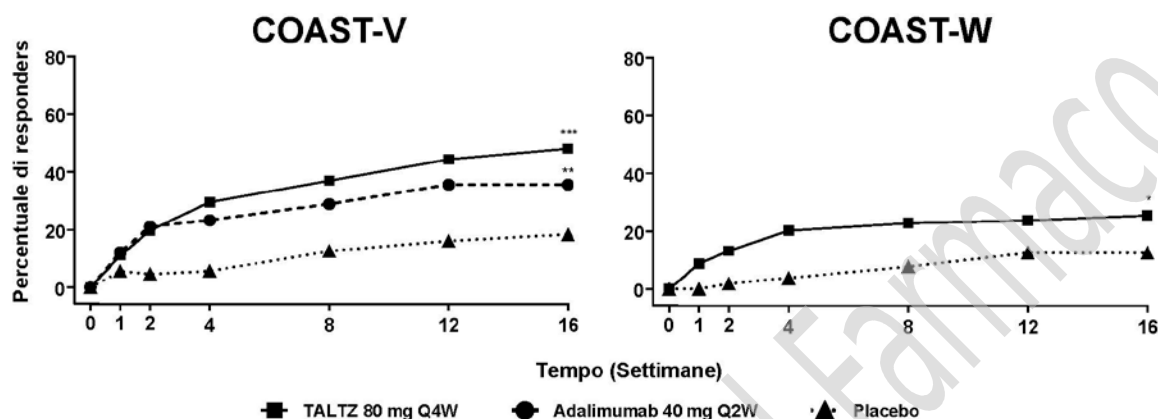 COAST-V
COAST-W
Percentuale di responders
80
60
40
20
0
***
**
0 1 2 4 8 12 16
80
60
40
20
0
*
0 1 2 4 8 12 16
Tempo (Settimane)
TALTZ 80 mg Q4W Adalimumab 40 mg Q2W Placebo
l Farmaco